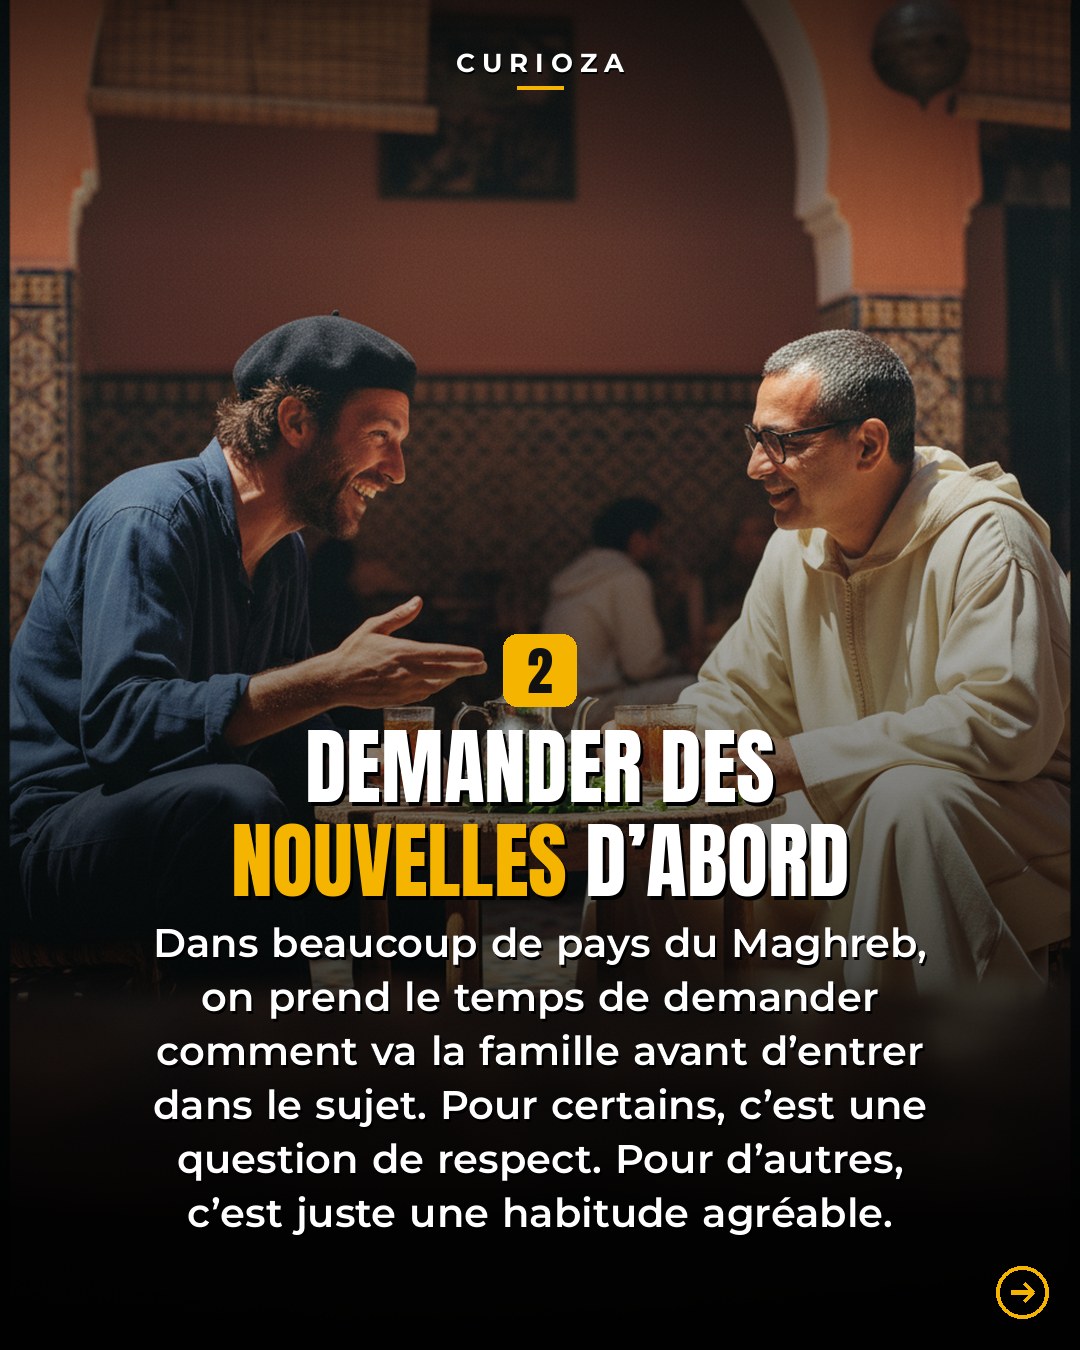 CURIOZA
2
DEMANDER DES
NOUVELLES D’ABORD
Dans beaucoup de pays du Maghreb,
on prend le temps de demander
comment va la famille avant d’entrer
dans le sujet. Pour certains, c’est une
question de respect. Pour d’autres,
c’est juste une habitude agréable.